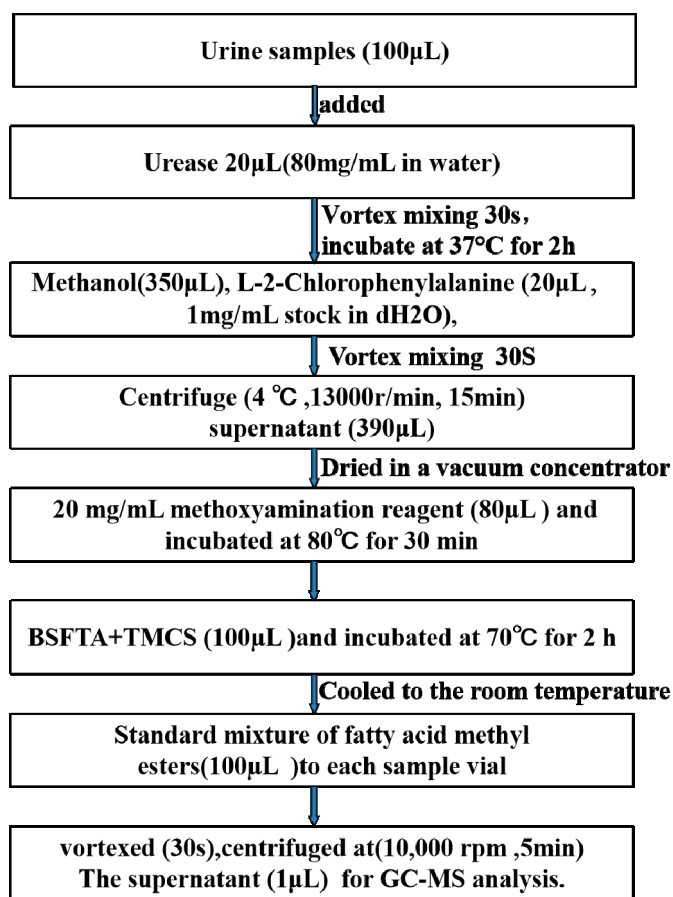 Urine samples (100μL)
added
Urease 20μL(80mg/mL in water)
Vortex mixing 30s,
incubate at 37°C for 2h
Methanol(350μL), L-2-Chlorophenylalanine (20μL,
1mg/mL stock in dH2O),
Vortex mixing 30S
Centrifuge (4 ℃ ,13000r/min, 15min)
supernatant (390μL)
Dried in a vacuum concentrator
20 mg/mL methoxyamination reagent (80μL ) and
incubated at 80℃ for 30 min
BSFTA+TMCS (100μL )and incubated at 70℃ for 2 h
Cooled to the room temperature
Standard mixture of fatty acid methyl
esters(100μL )to each sample vial
vortexed (30s),centrifuged at(10,000 rpm ,5min)
The supernatant (1μL) for GC-MS analysis.